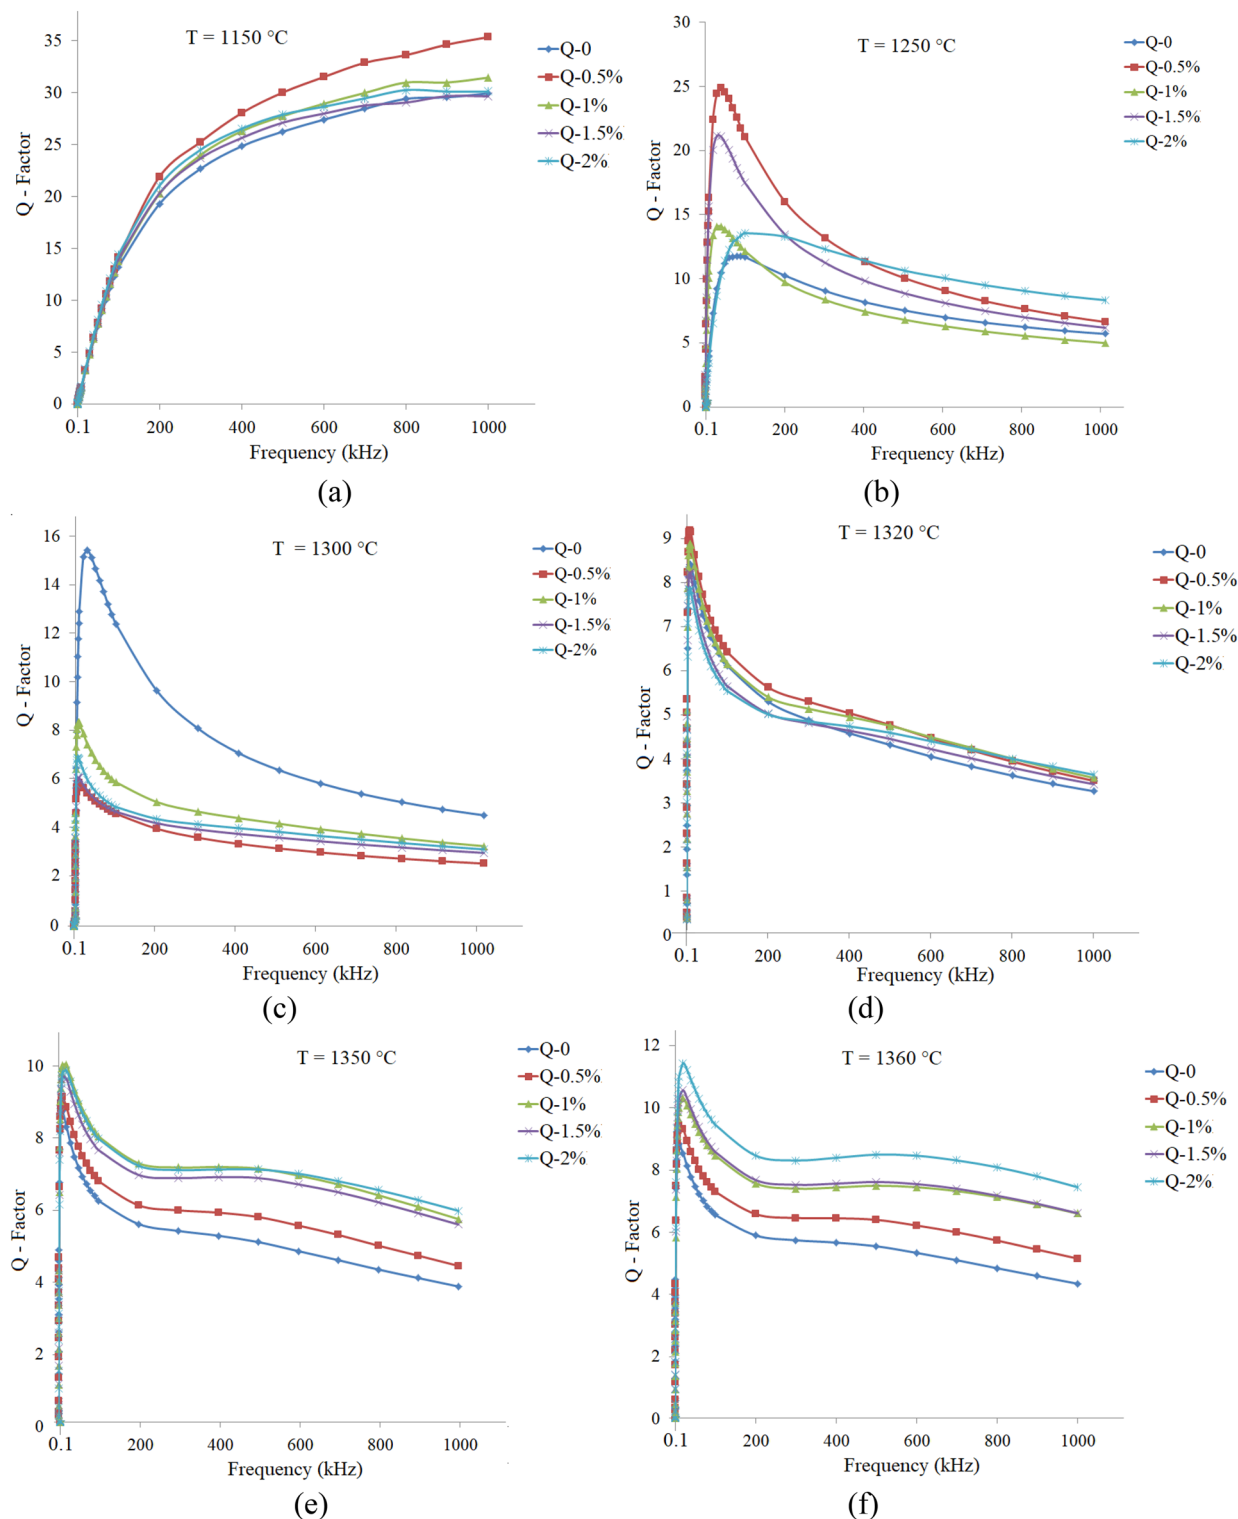 T = 1150 °C
Q - Factor
35
30
25
20
15
10
5
0
0.1 200 400 600 800 1000
Frequency (kHz)
Q-0
Q-0.5%
Q-1%
Q-1.5%
Q-2%
(a)
T = 1250 °C
Q - Factor
30
25
20
15
10
5
0
0.1 200 400 600 800 1000
Frequency (kHz)
Q-0
Q-0.5%
Q-1%
Q-1.5%
Q-2%
(b)
T = 1300 °C
Q - Factor
16
14
12
10
8
6
4
2
0
0.1 200 400 600 800 1000
Frequency (kHz)
Q-0
Q-0.5%
Q-1%
Q-1.5%
Q-2%
(c)
T = 1320 °C
Q - Factor
9
8
7
6
5
4
3
2
1
0
0.1 200 400 600 800 1000
Frequency (kHz)
Q-0
Q-0.5%
Q-1%
Q-1.5%
Q-2%
(d)
T = 1350 °C
Q - Factor
10
8
6
4
2
0
0.1 200 400 600 800 1000
Frequency (kHz)
Q-0
Q-0.5%
Q-1%
Q-1.5%
Q-2%
(e)
T = 1360 °C
Q - Factor
12
10
8
6
4
2
0
0.1 200 400 600 800 1000
Frequency (kHz)
Q-0
Q-0.5%
Q-1%
Q-1.5%
Q-2%
(f)